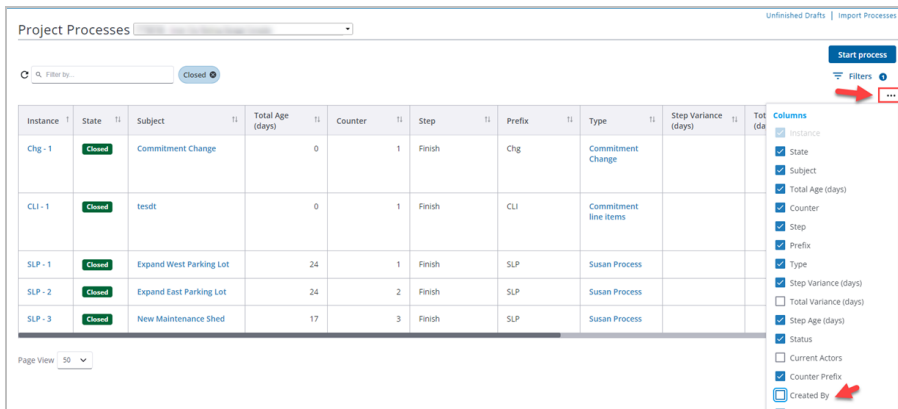 Unfinished Drafts | Import Processes
Project Processes
Start process
Filter by...
Closed
Filters 1
...
Instance State Subject Total Age (days) Counter Step Prefix Type Step Variance (days)
Chg - 1 Closed Commitment Change 0 1 Finish Chg Commitment Change
CLI - 1 Closed tesdt 0 1 Finish CLI Commitment line items
SLP - 1 Closed Expand West Parking Lot 24 1 Finish SLP Susan Process
SLP - 2 Closed Expand East Parking Lot 24 2 Finish SLP Susan Process
SLP - 3 Closed New Maintenance Shed 17 3 Finish SLP Susan Process
Page View 50
Columns
Instance
State
Subject
Total Age (days)
Counter
Step
Prefix
Type
Step Variance (days)
Total Variance (days)
Step Age (days)
Status
Current Actors
Counter Prefix
Created By